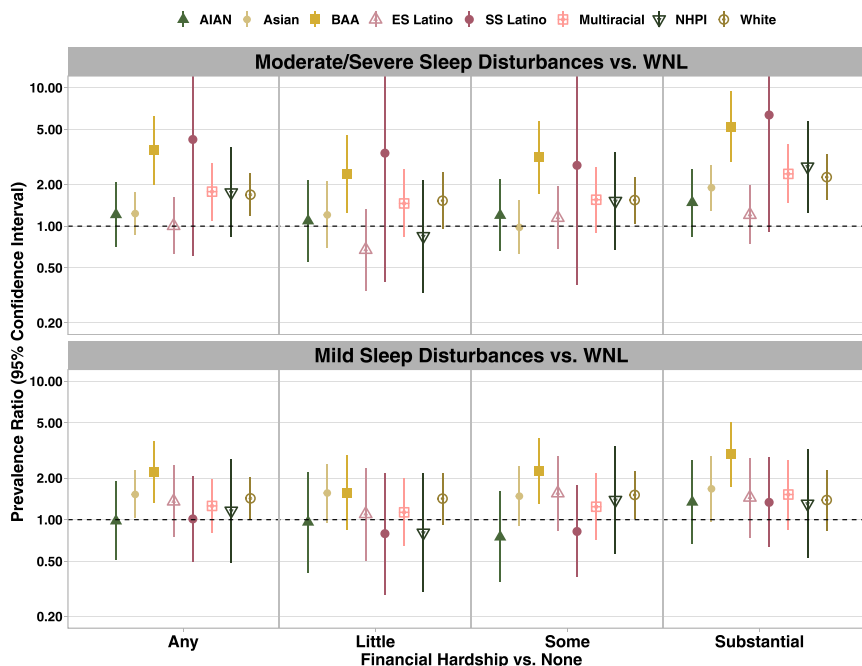 AIAN Asian BAA ES Latino SS Latino Multiracial NHPI White
Moderate/Severe Sleep Disturbances vs. WNL
10.00
5.00
2.00
1.00
0.50
0.20
Mild Sleep Disturbances vs. WNL
10.00
5.00
2.00
1.00
0.50
0.20
Prevalence Ratio (95% Confidence Interval)
Any Little Some Substantial
Financial Hardship vs. None